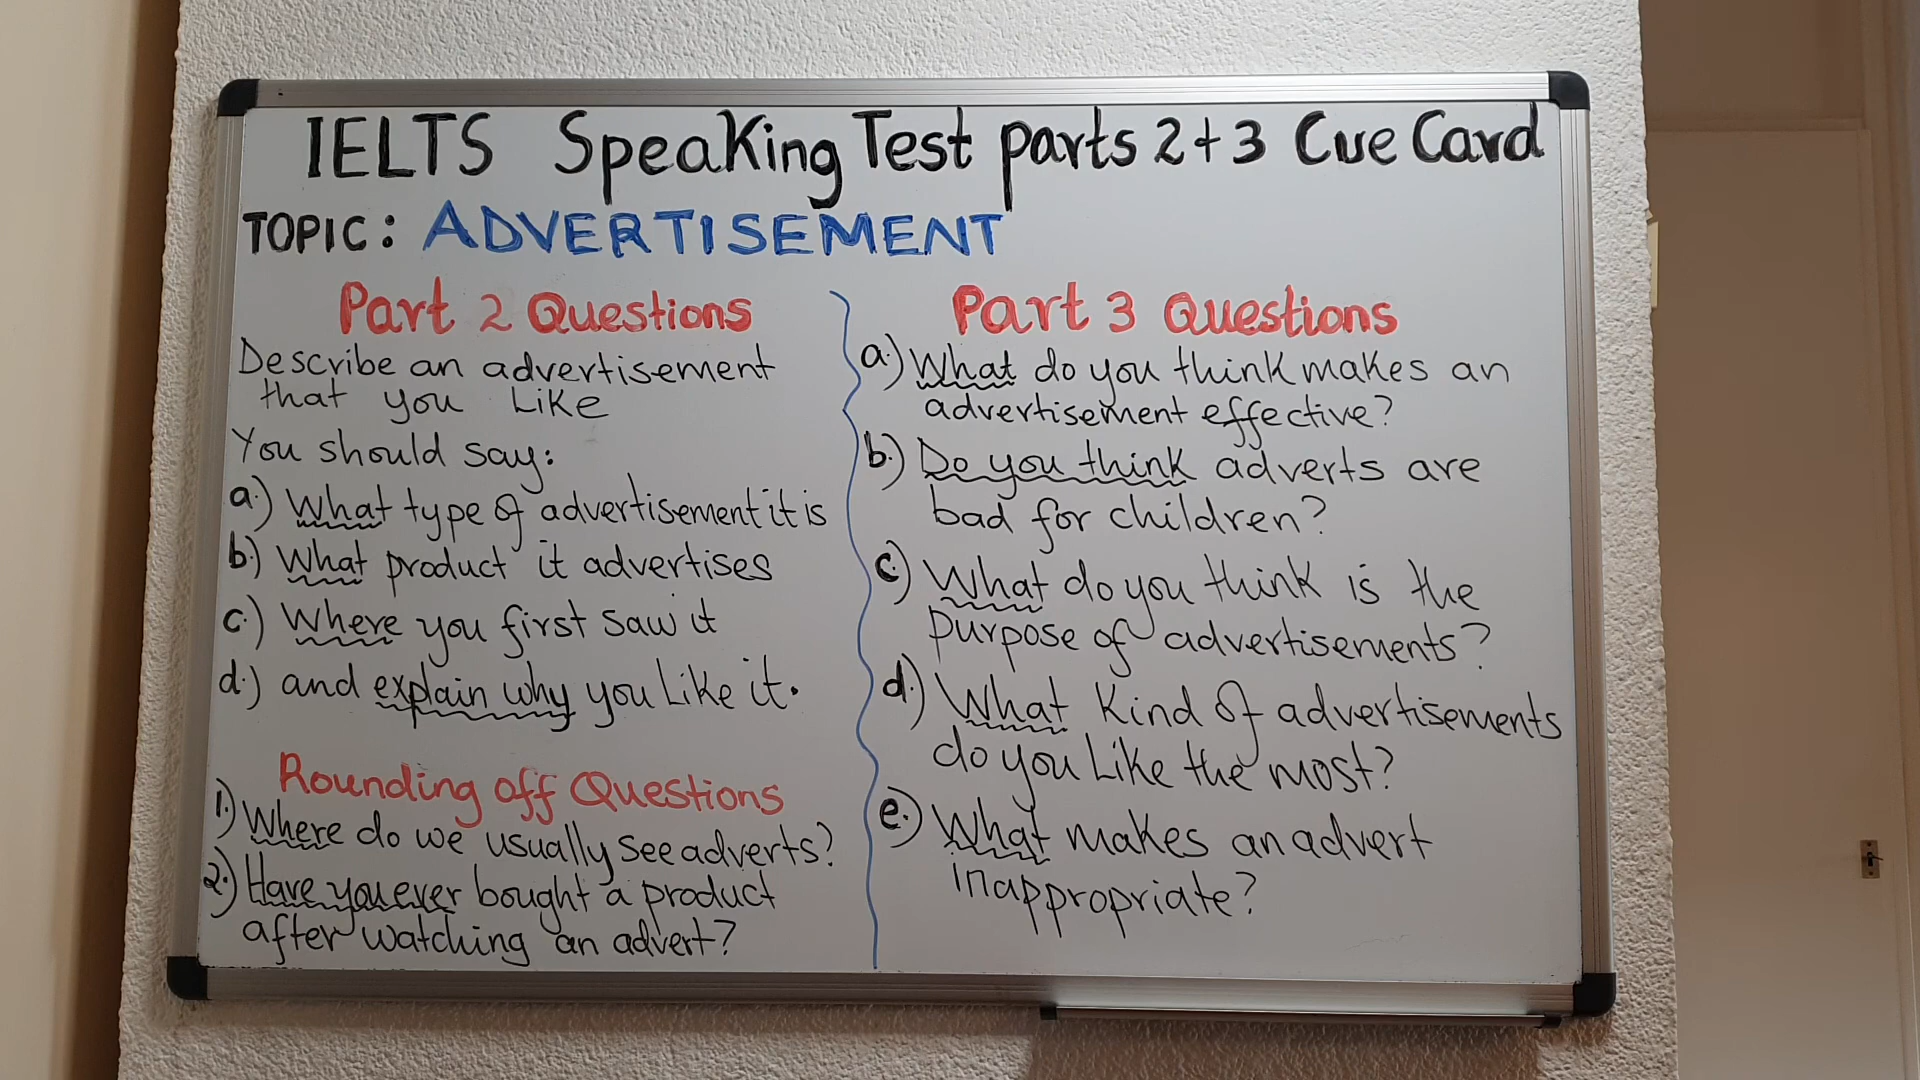 IELTS Speaking Test parts 2+3 Cue Card
TOPIC: ADVERTISEMENT
Part 2 Questions
Describe an advertisement
that you Like
You should say:
a.) What type of advertisement it is
b.) What product it advertises
c.) Where you first saw it
d.) and explain why you Like it.
Rounding off Questions
1.) Where do we usually see adverts?
2.) Have you ever bought a product
after watching an advert?
Part 3 Questions
a.) What do you think makes an
advertisement effective?
b.) Do you think adverts are
bad for children?
c.) What do you think is the
purpose of advertisements?
d.) What Kind of advertisements
do you Like the most?
e.) What makes an advert
inappropriate?